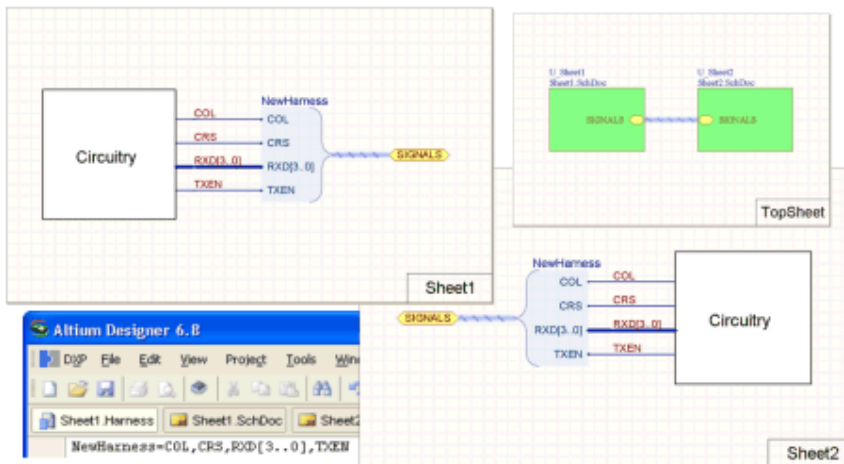 NewHarness
COL
COL
CRS
CRS
Circuitry
RXD[3..0]
RXD[3..0]
SIGNALS
TXEN
TXEN
Sheet1
U_Sheet1
Sheet1.SchDoc
U_Sheet2
Sheet2.SchDoc
SIGNALS
SIGNALS
TopSheet
NewHarness
COL
COL
CRS
CRS
SIGNALS
RXD[3..0]
RXD[3..0]
Circuitry
TXEN
TXEN
Sheet2
Altium Designer 6.8
DXP File Edit View Project Tools Wind
Sheet1.Harness Sheet1.SchDoc Sheet2
NewHarness=COL,CRS,RXD[3..0],TXEN